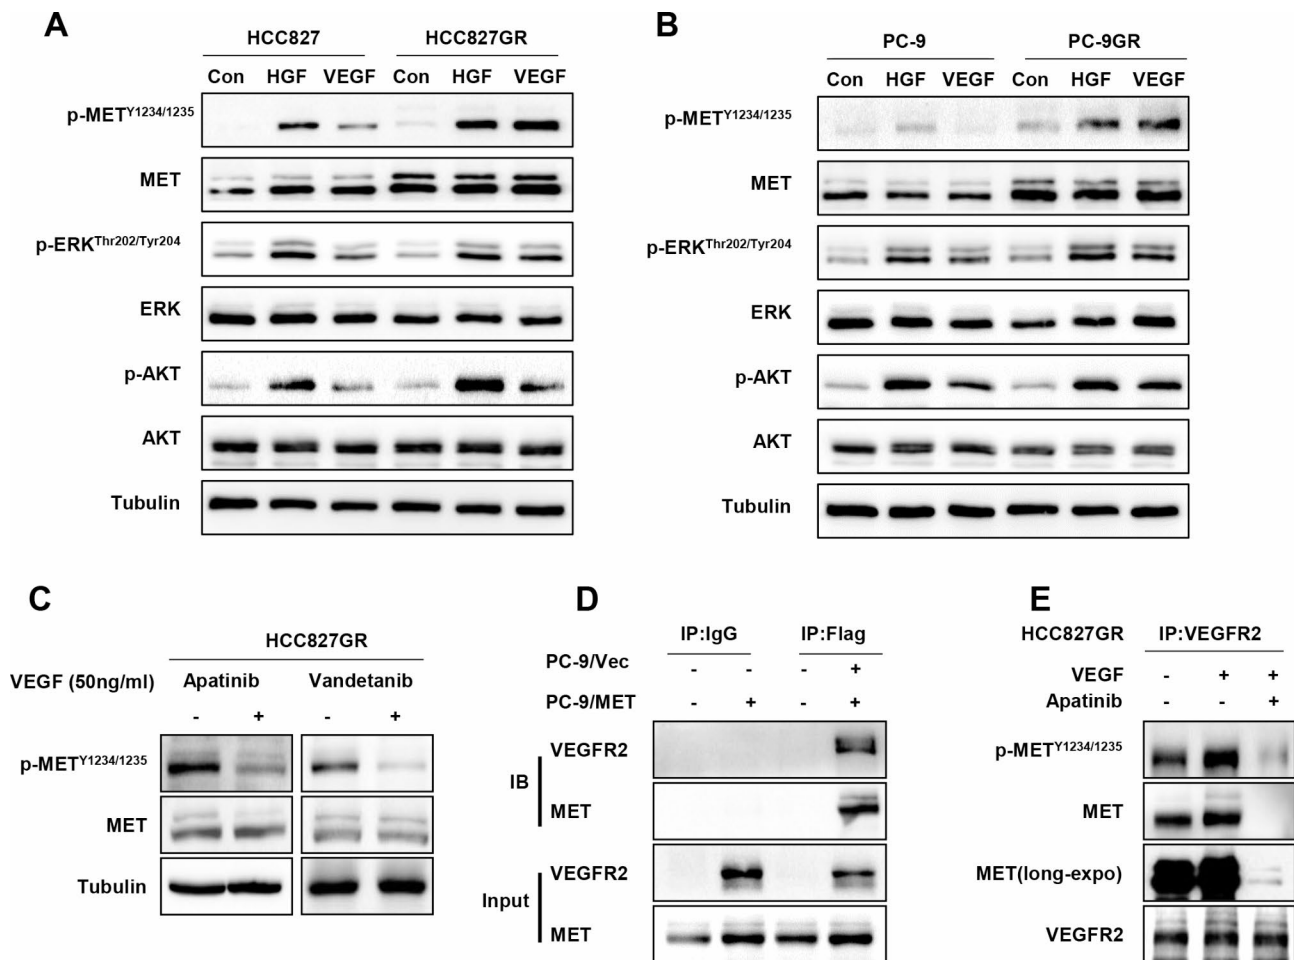 A
HCC827 HCC827GR
Con HGF VEGF Con HGF VEGF
p-METY1234/1235
MET
p-ERKThr202/Tyr204
ERK
p-AKT
AKT
Tubulin
B
PC-9 PC-9GR
Con HGF VEGF Con HGF VEGF
p-METY1234/1235
MET
p-ERKThr202/Tyr204
ERK
p-AKT
AKT
Tubulin
C
HCC827GR
VEGF (50ng/ml) Apatinib Vandetanib
- + - +
p-METY1234/1235
MET
Tubulin
D
IP:IgG IP:Flag
PC-9/Vec - - - +
PC-9/MET - + - +
IB
VEGFR2
MET
Input
VEGFR2
MET
E
HCC827GR IP:VEGFR2
VEGF - + +
Apatinib - - +
p-METY1234/1235
MET
MET(long-expo)
VEGFR2